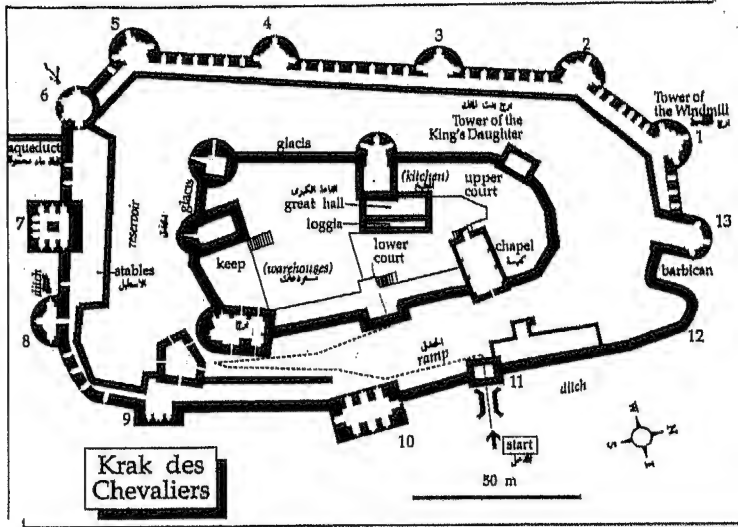 5
4
3
2
6
Tower of
the Windmill
1
aqueduct
glacis
Tower of the
King's Daughter
(kitchen)
upper
court
glacis
great hall
loggia
7
reservoir
13
keep
lower
court
chapel
كنيسة
barbican
stables
(warehouses)
ditch
برج
8
ramp
12
11
ditch
9
10
start
W
N
S
E
Krak des
Chevaliers
50 m